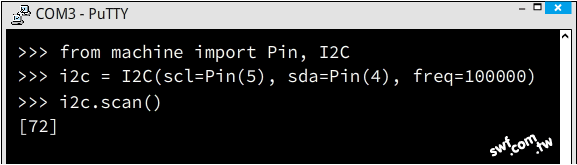 COM3 - PuTTY
>>> from machine import Pin, I2C
>>> i2c = I2C(scl=Pin(5), sda=Pin(4), freq=100000)
>>> i2c.scan()
[72]
swf.com.tw